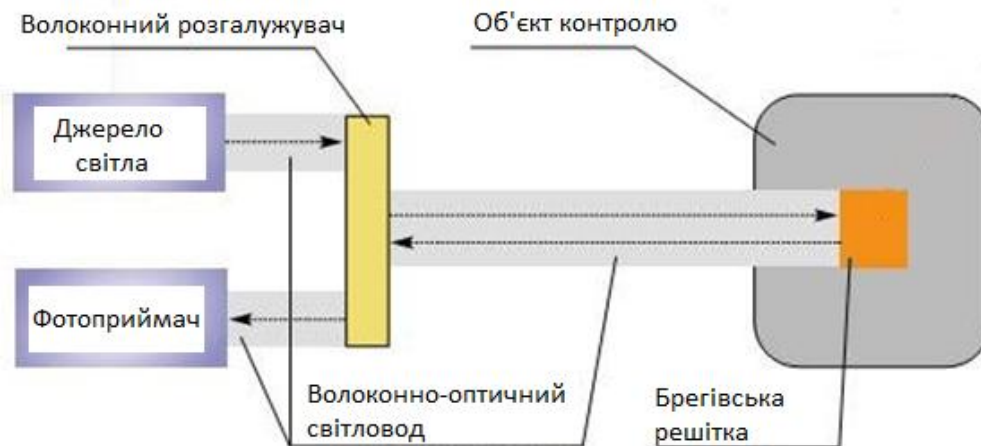 Волоконний розгалужувач
Об'єкт контролю
Джерело
світла
Фотоприймач
Волоконно-оптичний
світловод
Брегівська
решітка